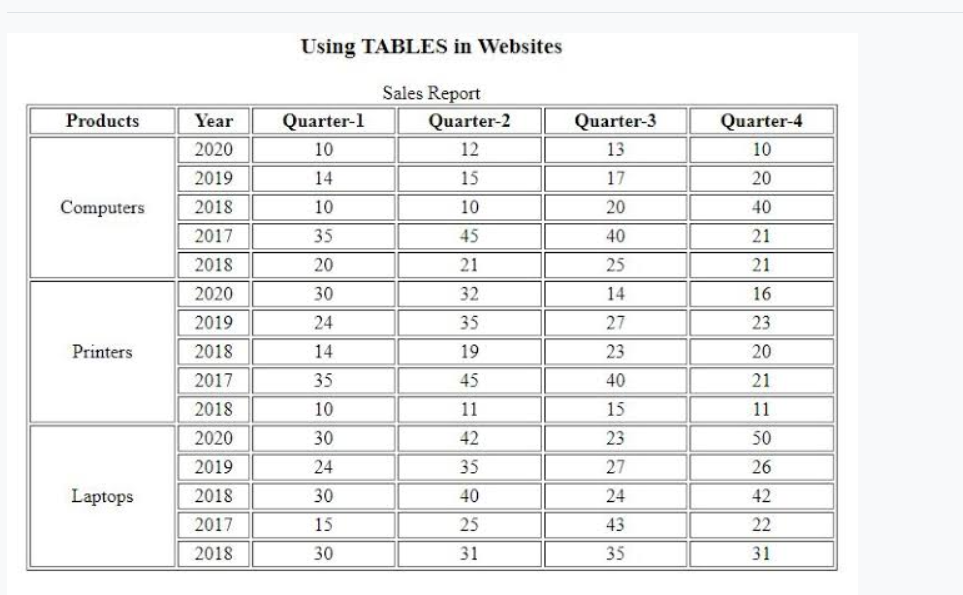 Using TABLES in Websites
Sales Report
Products Year Quarter-1 Quarter-2 Quarter-3 Quarter-4
2020 10 12 13 10
2019 14 15 17 20
Computers 2018 10 10 20 40
2017 35 45 40 21
2018 20 21 25 21
2020 30 32 14 16
2019 24 35 27 23
Printers 2018 14 19 23 20
2017 35 45 40 21
2018 10 11 15 11
2020 30 42 23 50
2019 24 35 27 26
Laptops 2018 30 40 24 42
2017 15 25 43 22
2018 30 31 35 31